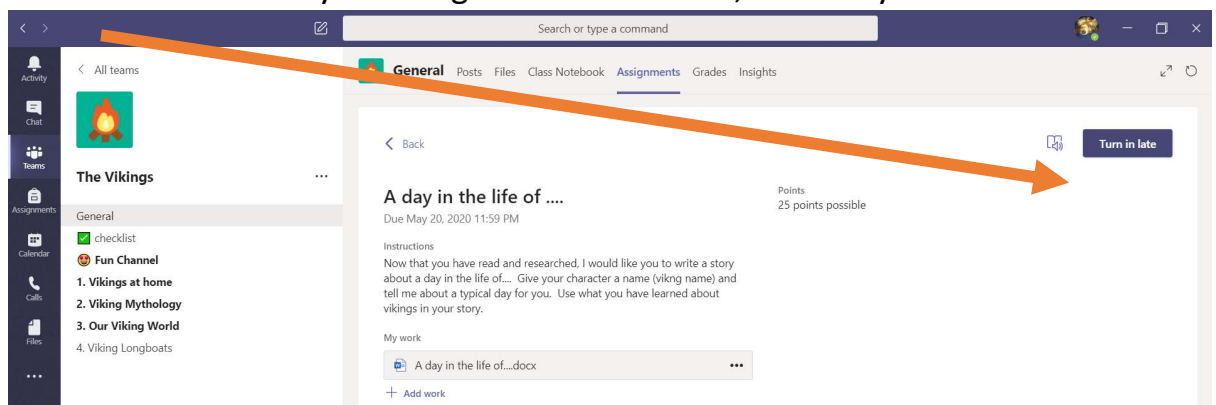 Search or type a command
Activity
Chat
Teams
Assignments
Calendar
Calls
Files
All teams
The Vikings
General
checklist
Fun Channel
1. Vikings at home
2. Viking Mythology
3. Our Viking World
4. Viking Longboats
General Posts Files Class Notebook Assignments Grades Insights
Back
Turn in late
A day in the life of ....
Due May 20, 2020 11:59 PM
Points
25 points possible
Instructions
Now that you have read and researched, I would like you to write a story
about a day in the life of.... Give your character a name (vikng name) and
tell me about a typical day for you. Use what you have learned about
vikings in your story.
My work
A day in the life of....docx
Add work